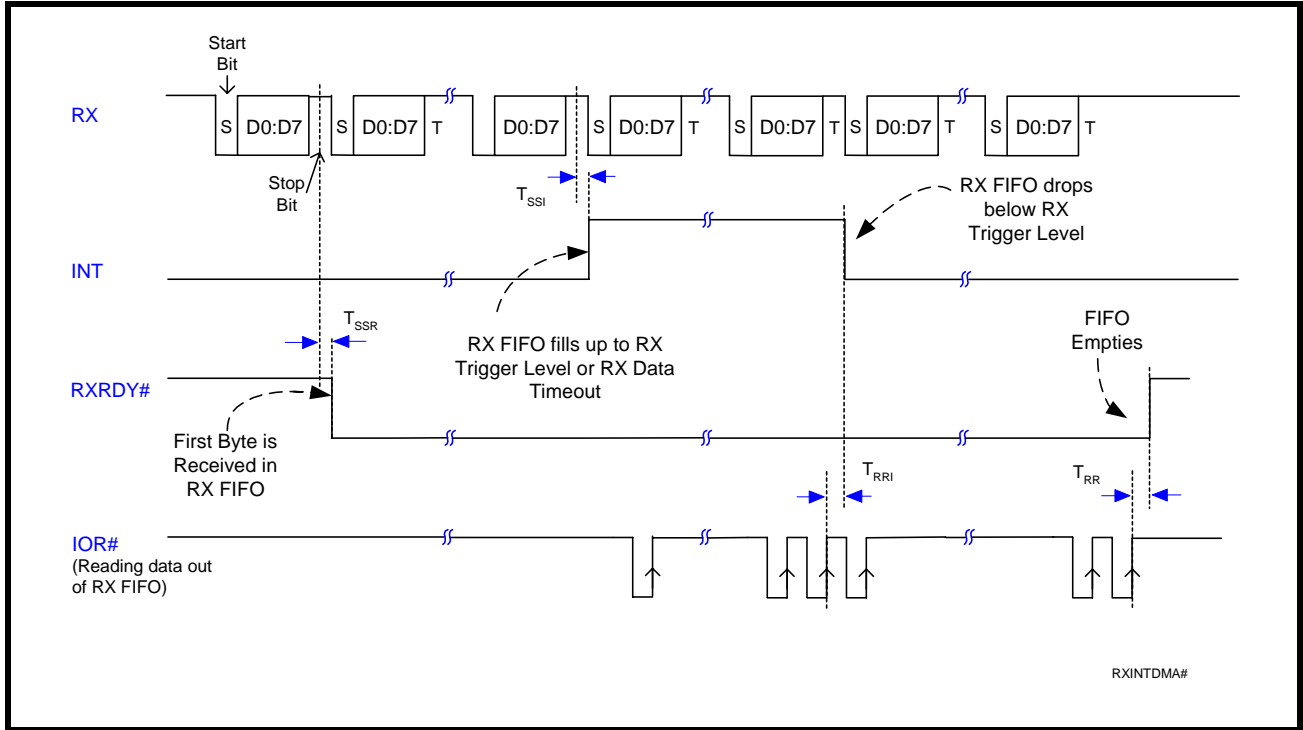 Start
Bit
RX
S D0:D7 S D0:D7 T D0:D7 S D0:D7 T S D0:D7 T S D0:D7 T S D0:D7 T
Stop
Bit
TSSI
RX FIFO drops
below RX
Trigger Level
INT
TSSR
RX FIFO fills up to RX
Trigger Level or RX Data
Timeout
FIFO
Empties
RXRDY#
First Byte is
Received in
RX FIFO
TRRI
TRR
IOR#
(Reading data out
of RX FIFO)
RXINTDMA#